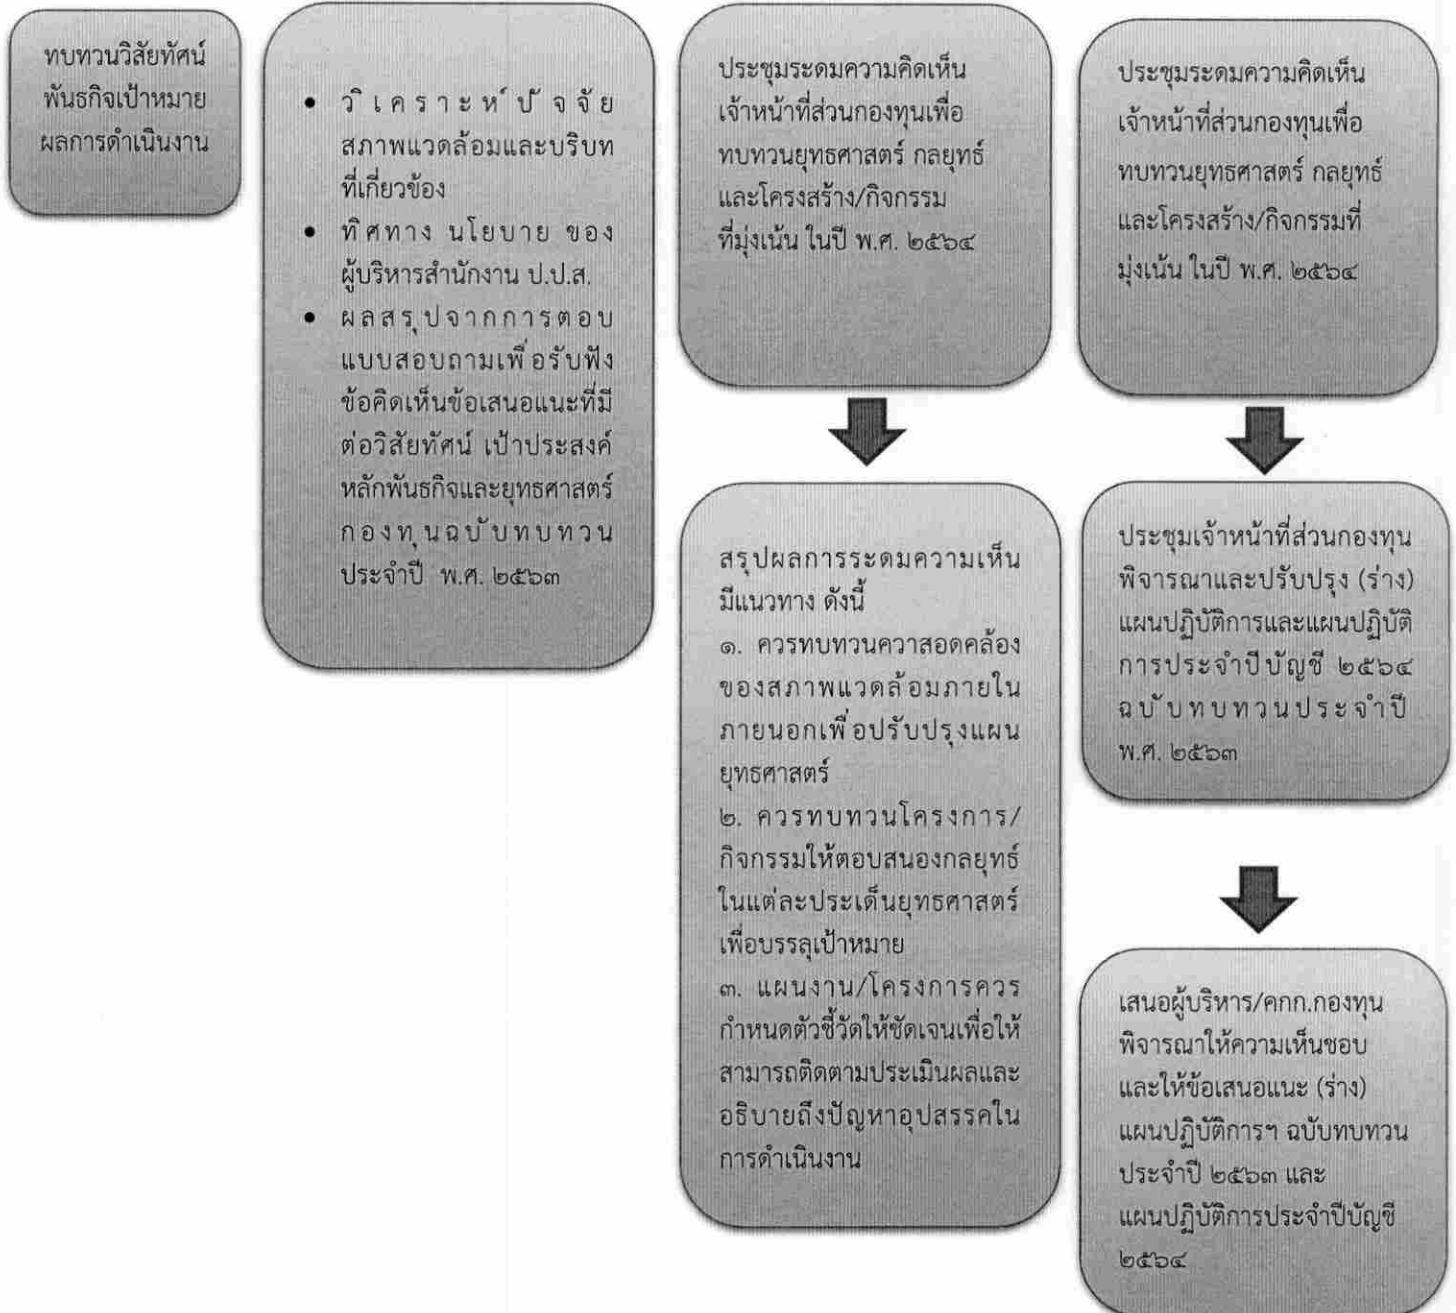 ทบทวนวิสัยทัศน์
พันธกิจเป้าหมาย
ผลการดำเนินงาน
• วิเคราะห์ปัจจัย
สภาพแวดล้อมและบริบท
ที่เกี่ยวข้อง
• ทิศทาง นโยบาย ของ
ผู้บริหารสำนักงาน ป.ป.ส.
• ผลสรุปจากการตอบ
แบบสอบถามเพื่อรับฟัง
ข้อคิดเห็นข้อเสนอแนะที่มี
ต่อวิสัยทัศน์ เป้าประสงค์
หลักพันธกิจและยุทธศาสตร์
กองทุนฉบับทบทวน
ประจำปี พ.ศ. ๒๕๖๓
ประชุมระดมความคิดเห็น
เจ้าหน้าที่ส่วนกองทุนเพื่อ
ทบทวนยุทธศาสตร์ กลยุทธ์
และโครงสร้าง/กิจกรรม
ที่มุ่งเน้น ในปี พ.ศ. ๒๕๖๔
สรุปผลการระดมความเห็น
มีแนวทาง ดังนี้
๑. ควรทบทวนควาสอดคล้อง
ของสภาพแวดล้อมภายใน
ภายนอกเพื่อปรับปรุงแผน
ยุทธศาสตร์
๒. ควรทบทวนโครงการ/
กิจกรรมให้ตอบสนองกลยุทธ์
ในแต่ละประเด็นยุทธศาสตร์
เพื่อบรรลุเป้าหมาย
๓. แผนงาน/โครงการควร
กำหนดตัวชี้วัดให้ชัดเจนเพื่อให้
สามารถติดตามประเมินผลและ
อธิบายถึงปัญหาอุปสรรคใน
การดำเนินงาน
ประชุมระดมความคิดเห็น
เจ้าหน้าที่ส่วนกองทุนเพื่อ
ทบทวนยุทธศาสตร์ กลยุทธ์
และโครงสร้าง/กิจกรรมที่
มุ่งเน้น ในปี พ.ศ. ๒๕๖๔
ประชุมเจ้าหน้าที่ส่วนกองทุน
พิจารณาและปรับปรุง (ร่าง)
แผนปฏิบัติการและแผนปฏิบัติ
การประจำปีบัญชี ๒๕๖๔
ฉบับทบทวนประจำปี
พ.ศ. ๒๕๖๓
เสนอผู้บริหาร/คกก.กองทุน
พิจารณาให้ความเห็นชอบ
และให้ข้อเสนอแนะ (ร่าง)
แผนปฏิบัติการฯ ฉบับทบทวน
ประจำปี ๒๕๖๓ และ
แผนปฏิบัติการประจำปีบัญชี
๒๕๖๔